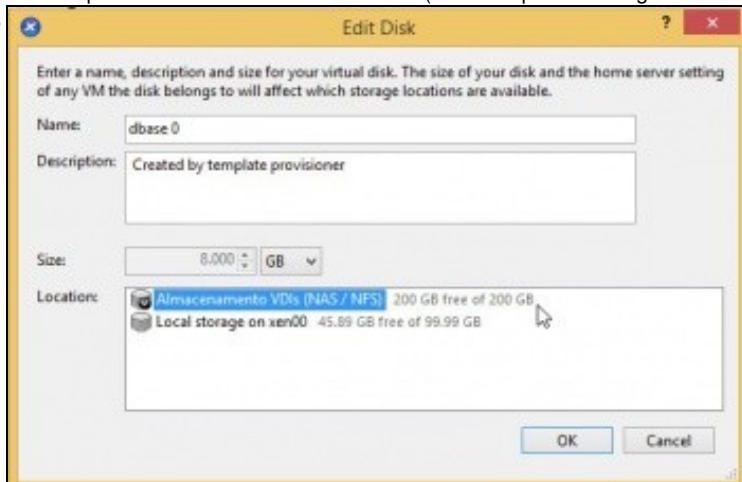 Edit Disk
?
Enter a name, description and size for your virtual disk. The size of your disk and the home server setting
of any VM the disk belongs to will affect which storage locations are available.
Name:
dbase 0
Description:
Created by template provisioner
Size:
8.000
GB
Location:
Almacenamento VDIs (NAS / NFS) 200 GB free of 200 GB
Local storage on xen00 45.89 GB free of 99.99 GB
OK
Cancel